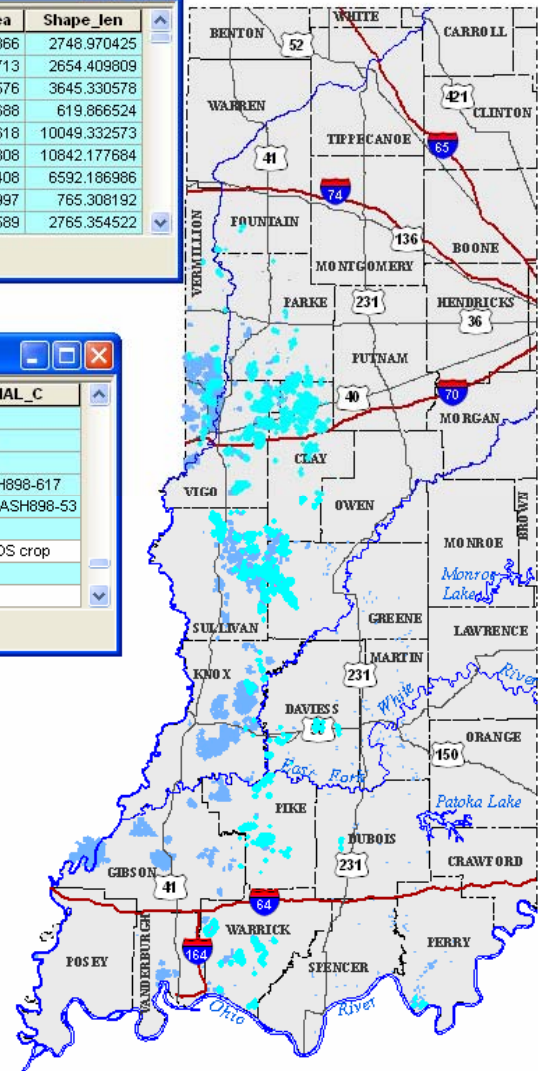 ea Shape_len
366 2748.970425
713 2654.409809
576 3645.330578
688 619.866524
618 10049.332573
308 10842.177684
408 6592.186986
997 765.308192
589 2765.354522
IAL_C
H898-617
ASH898-53
OS crop
WHITE
BENTON
52
CARROLL
421
CLINTON
WARREN
TIPPECANOE
65
41
74
FOUNTAIN
VERMILLION
136
BOONE
MONTGOMERY
PARKE
231
HENDRICKS
36
PUTNAM
40
70
MORGAN
CLAY
VIGO
OWEN
BROWN
MONROE
Monroe
Lake
GREENE
SULLIVAN
LAWRENCE
MARTIN
KNOX
231
River
White
DAVIESS
ORANGE
150
East Fork
PIKE
Patoka Lake
DUBOIS
231
CRAWFORD
GIBSON
41
64
WARRICK
164
PERRY
POSEY
VANDERBURGH
SPENCER
Ohio
River